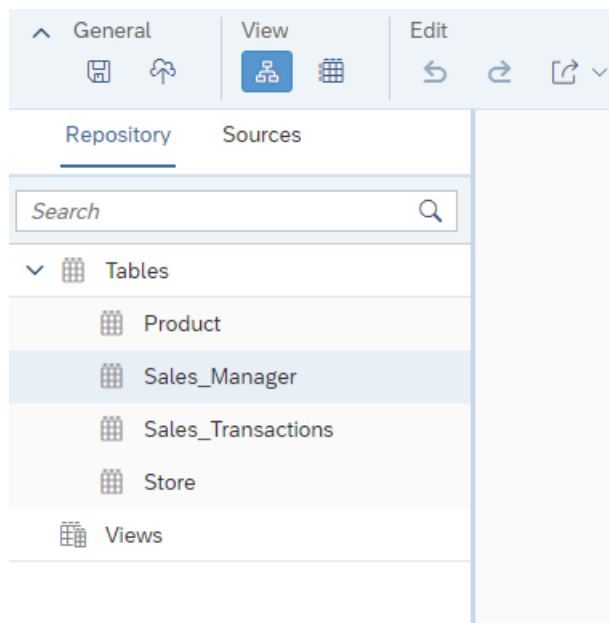 General View Edit
Repository Sources
Search
Tables
Product
Sales_Manager
Sales_Transactions
Store
Views